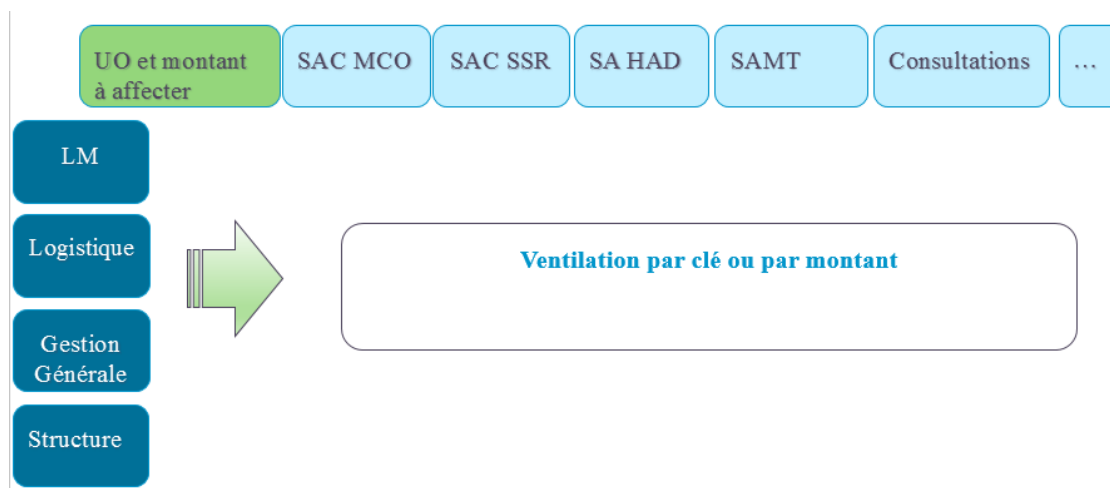 UO et montant
à affecter
SAC MCO
SAC SSR
SA HAD
SAMT
Consultations
...
LM
Logistique
Gestion
Générale
Structure
Ventilation par clé ou par montant